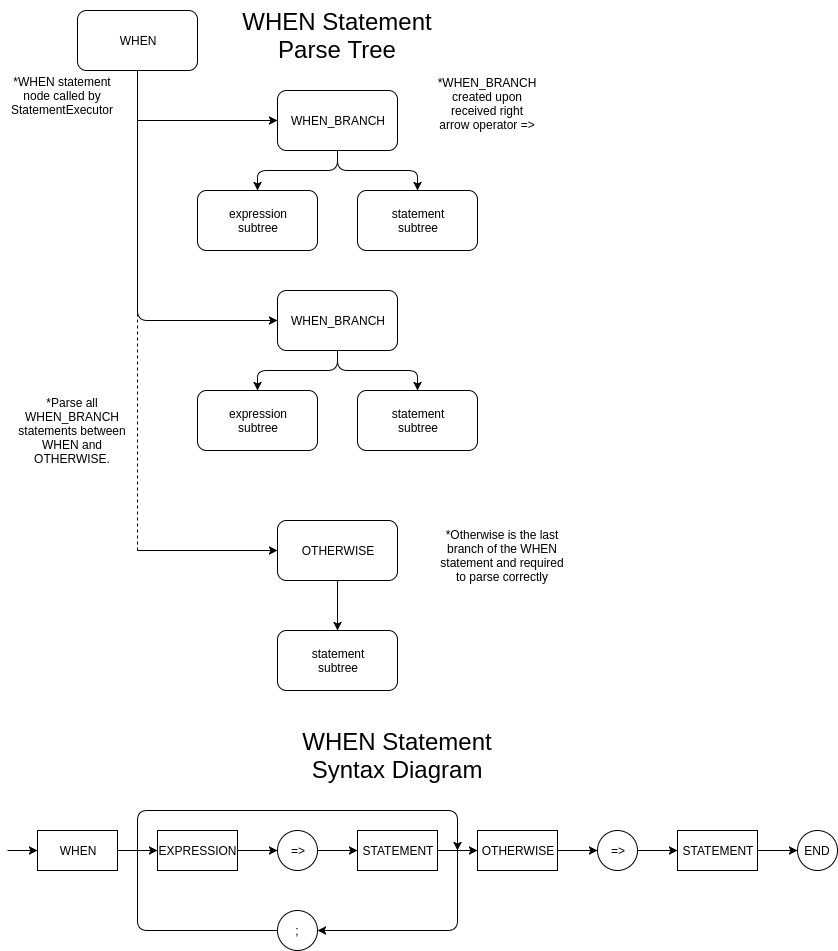 WHEN Statement
Parse Tree
WHEN
*WHEN statement
node called by
StatementExecutor
WHEN_BRANCH
*WHEN_BRANCH
created upon
received right
arrow operator =>
expression
subtree
statement
subtree
WHEN_BRANCH
expression
subtree
statement
subtree
*Parse all
WHEN_BRANCH
statements between
WHEN and
OTHERWISE.
OTHERWISE
*Otherwise is the last
branch of the WHEN
statement and required
to parse correctly
statement
subtree
WHEN Statement
Syntax Diagram
WHEN
EXPRESSION
=>
STATEMENT
OTHERWISE
=>
STATEMENT
END
;